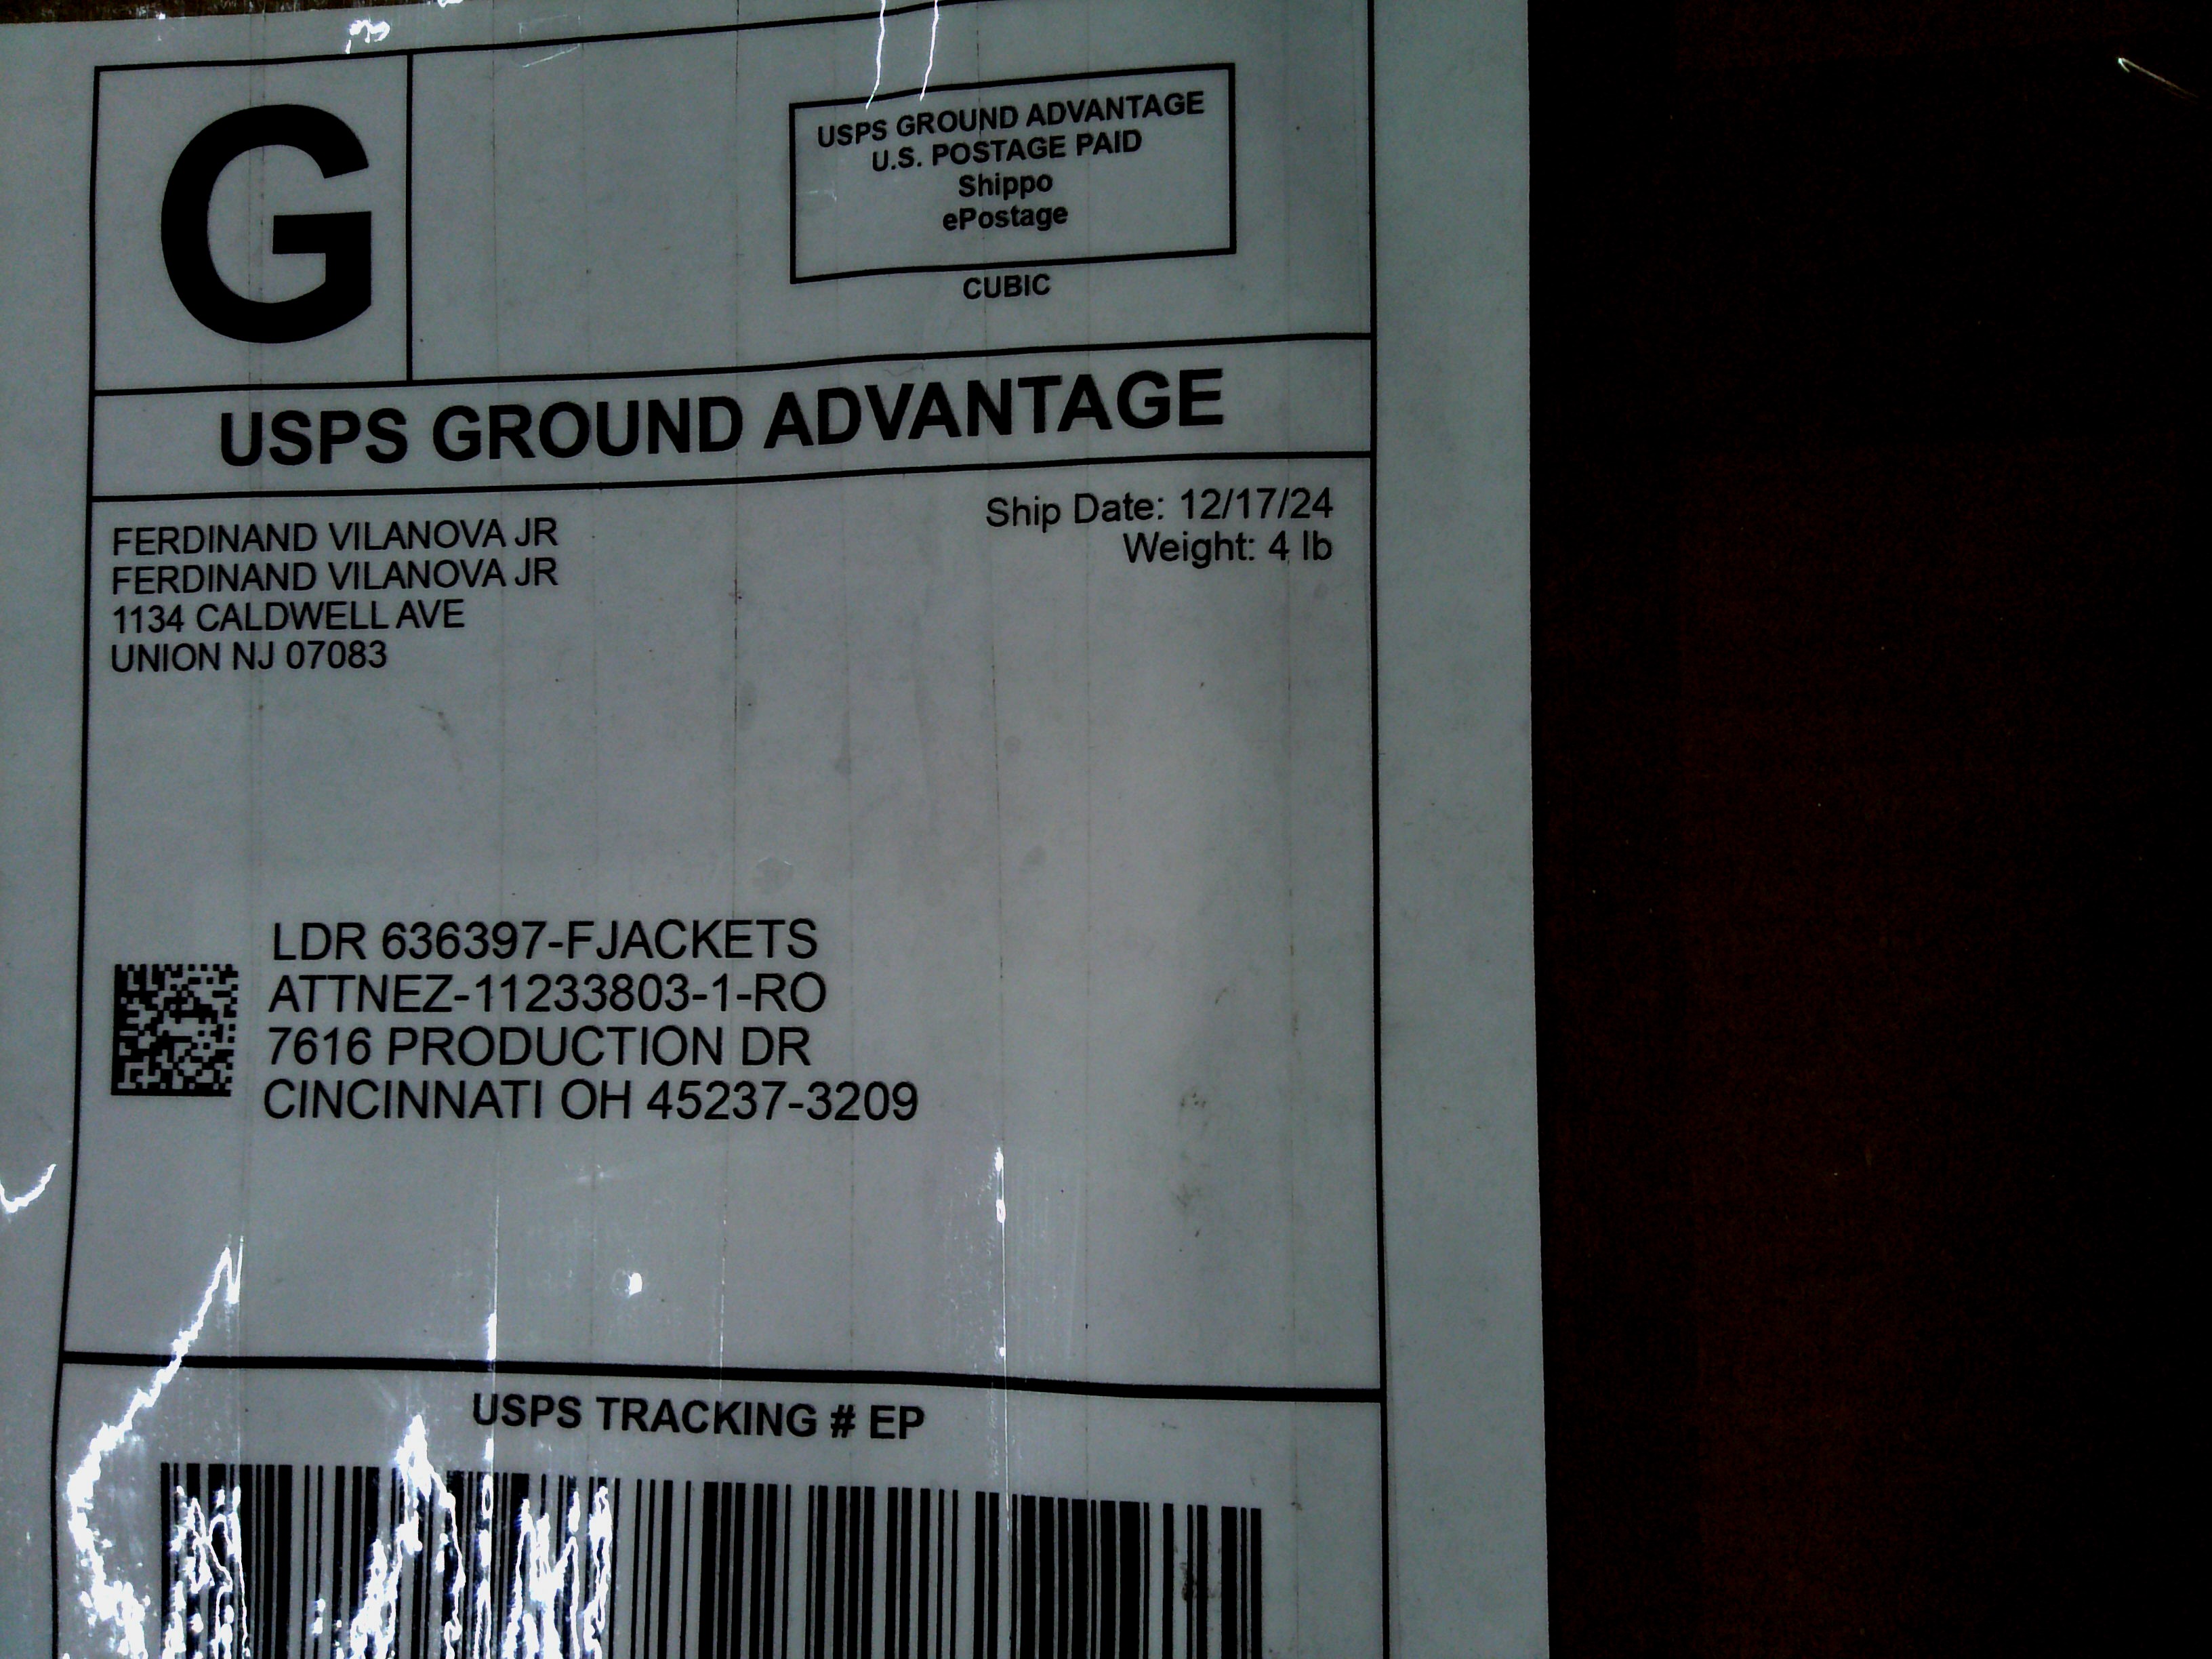 G
USPS GROUND ADVANTAGE
U.S. POSTAGE PAID
Shippo
ePostage
CUBIC
USPS GROUND ADVANTAGE
Ship Date: 12/17/24
Weight: 4 lb
FERDINAND VILANOVA JR
FERDINAND VILANOVA JR
1134 CALDWELL AVE
UNION NJ 07083
LDR 636397-FJACKETS
ATTNEZ-11233803-1-RO
7616 PRODUCTION DR
CINCINNATI OH 45237-3209
USPS TRACKING # EP